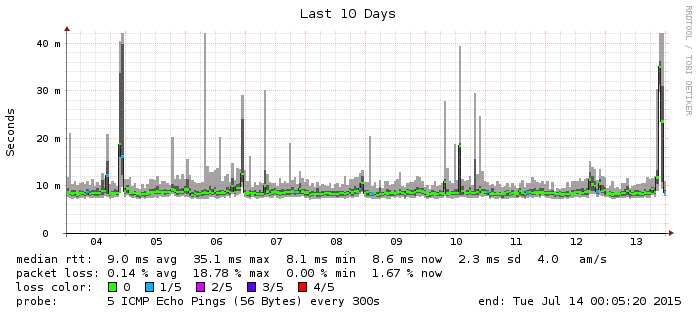 Last 10 Days
RRDTOOL / TOBI OETIKER
Seconds
40 m
30 m
20 m
10 m
0
04 05 06 07 08 09 10 11 12 13
median rtt: 9.0 ms avg 35.1 ms max 8.1 ms min 8.6 ms now 2.3 ms sd 4.0 am/s
packet loss: 0.14 % avg 18.78 % max 0.00 % min 1.67 % now
loss color: 0 1/5 2/5 3/5 4/5
probe: 5 ICMP Echo Pings (56 Bytes) every 300s end: Tue Jul 14 00:05:20 2015